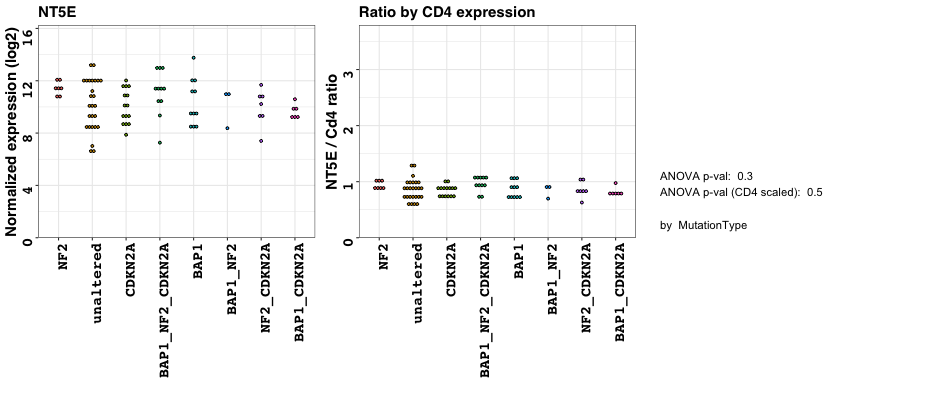 NT5E
Normalized expression (log2)
16
12
8
4
0
NF2
unaltered
CDKN2A
BAP1_NF2_CDKN2A
BAP1
BAP1_NF2
NF2_CDKN2A
BAP1_CDKN2A
Ratio by CD4 expression
NT5E / Cd4 ratio
3
2
1
0
NF2
unaltered
CDKN2A
BAP1_NF2_CDKN2A
BAP1
BAP1_NF2
NF2_CDKN2A
BAP1_CDKN2A
ANOVA p-val: 0.3
ANOVA p-val (CD4 scaled): 0.5
by MutationType